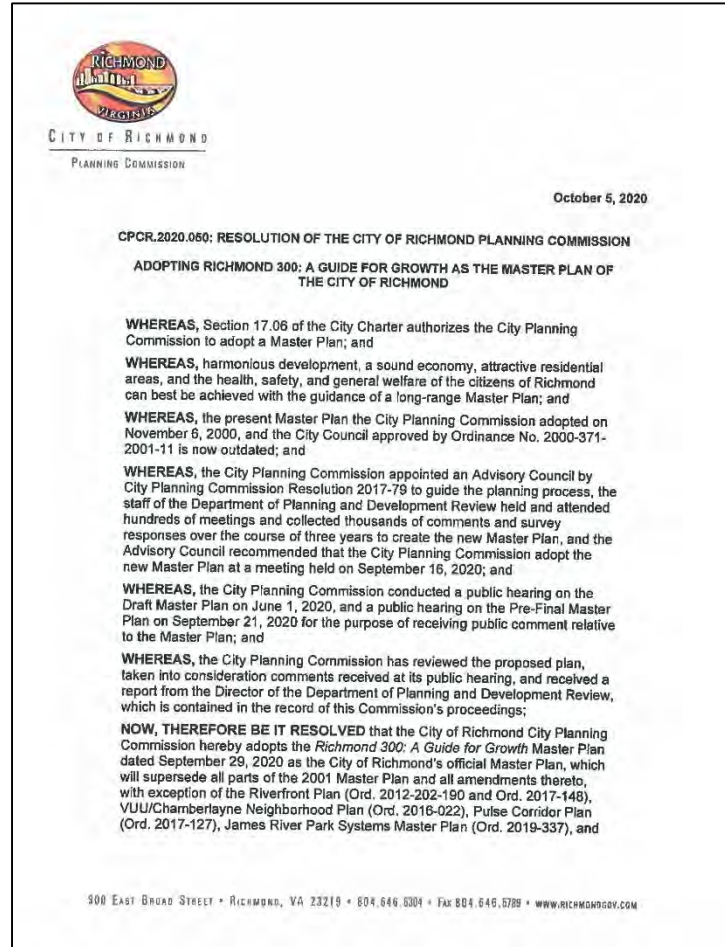 RICHMOND
VIRGINIA
CITY OF RICHMOND
PLANNING COMMISSION
October 5, 2020
CPCR.2020.050: RESOLUTION OF THE CITY OF RICHMOND PLANNING COMMISSION
ADOPTING RICHMOND 300: A GUIDE FOR GROWTH AS THE MASTER PLAN OF
THE CITY OF RICHMOND
WHEREAS, Section 17.06 of the City Charter authorizes the City Planning
Commission to adopt a Master Plan; and
WHEREAS, harmonious development, a sound economy, attractive residential
areas, and the health, safety, and general welfare of the citizens of Richmond
can best be achieved with the guidance of a long-range Master Plan; and
WHEREAS, the present Master Plan the City Planning Commission adopted on
November 6, 2000, and the City Council approved by Ordinance No. 2000-371-
2001-11 is now outdated; and
WHEREAS, the City Planning Commission appointed an Advisory Council by
City Planning Commission Resolution 2017-79 to guide the planning process, the
staff of the Department of Planning and Development Review held and attended
hundreds of meetings and collected thousands of comments and survey
responses over the course of three years to create the new Master Plan, and the
Advisory Council recommended that the City Planning Commission adopt the
new Master Plan at a meeting held on September 16, 2020; and
WHEREAS, the City Planning Commission conducted a public hearing on the
Draft Master Plan on June 1, 2020, and a public hearing on the Pre-Final Master
Plan on September 21, 2020 for the purpose of receiving public comment relative
to the Master Plan; and
WHEREAS, the City Planning Commission has reviewed the proposed plan,
taken into consideration comments received at its public hearing, and received a
report from the Director of the Department of Planning and Development Review,
which is contained in the record of this Commission's proceedings;
NOW, THEREFORE BE IT RESOLVED that the City of Richmond City Planning
Commission hereby adopts the Richmond 300: A Guide for Growth Master Plan
dated September 29, 2020 as the City of Richmond's official Master Plan, which
will supersede all parts of the 2001 Master Plan and all amendments thereto,
with exception of the Riverfront Plan (Ord. 2012-202-190 and Ord. 2017-148),
VUU/Chamberlayne Neighborhood Plan (Ord. 2016-022), Pulse Corridor Plan
(Ord. 2017-127), James River Park Systems Master Plan (Ord. 2019-337), and
900 EAST BROAD STREET • RICHMOND, VA 23219 • 804.646.6304 • FAX 804.646.5789 • WWW.RICHMONDGOV.COM